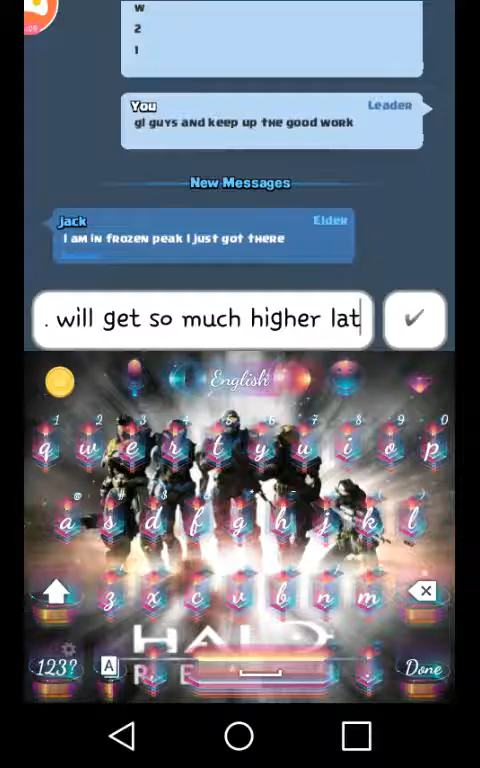 w
2
1
You Leader
gl guys and keep up the good work
New Messages
jack Elder
I am in frozen peak I just got there
. will get so much higher lat
English
1 2 3 4 5 6 7 8 9 0
q w e r t y u i o p
a s d f g h j k l
z x c v b n m
HALO
123? A . Done